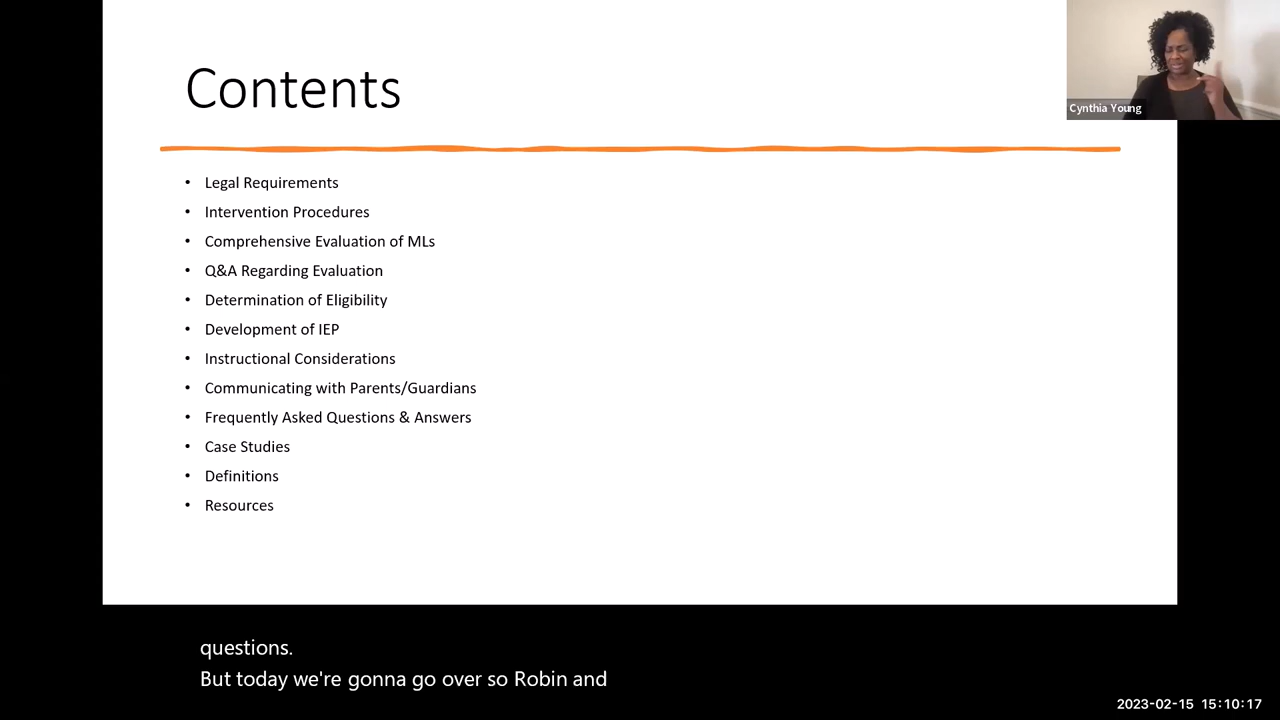 Contents
Cynthia Young
• Legal Requirements
• Intervention Procedures
• Comprehensive Evaluation of MLs
• Q&A Regarding Evaluation
• Determination of Eligibility
• Development of IEP
• Instructional Considerations
• Communicating with Parents/Guardians
• Frequently Asked Questions & Answers
• Case Studies
• Definitions
• Resources
questions.
But today we're gonna go over so Robin and
2023-02-15 15:10:17